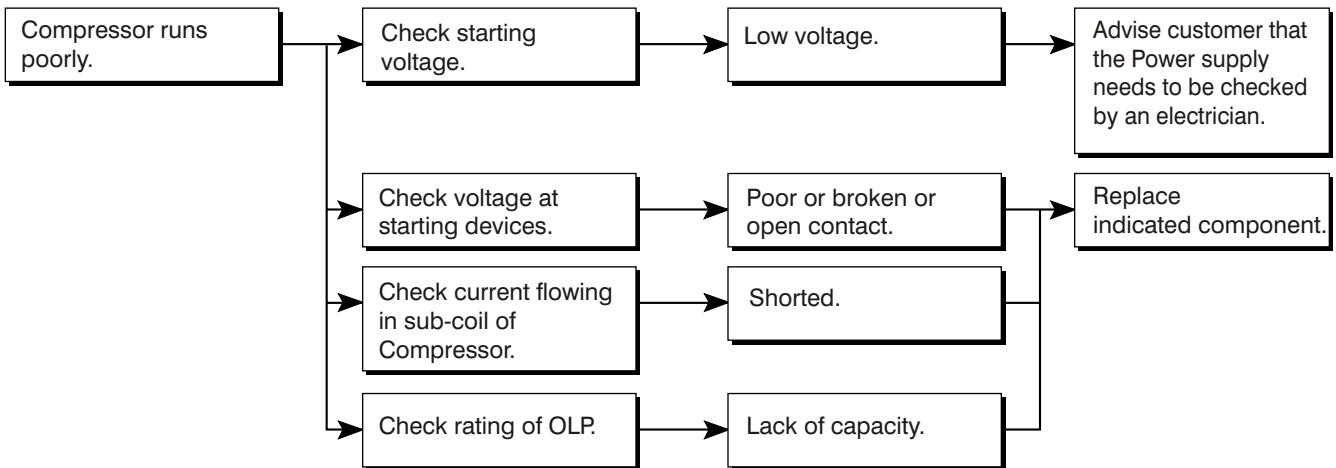 Compressor runs
poorly.
Check starting
voltage.
Low voltage.
Advise customer that
the Power supply
needs to be checked
by an electrician.
Check voltage at
starting devices.
Poor or broken or
open contact.
Replace
indicated component.
Check current flowing
in sub-coil of
Compressor.
Shorted.
Check rating of OLP.
Lack of capacity.